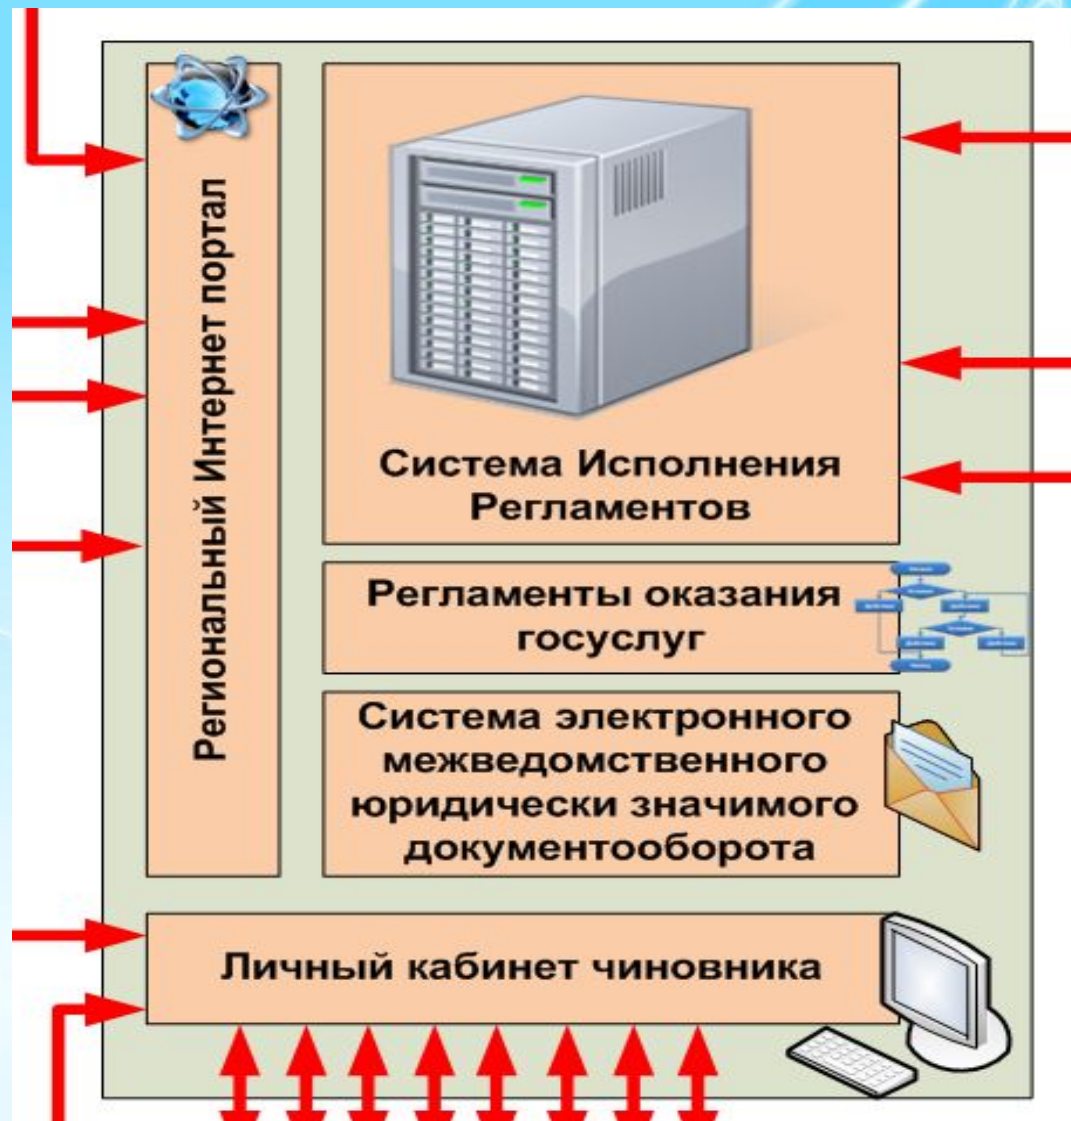 Региональный Интернет портал
Система Исполнения
Регламентов
Регламенты оказания
госуслуг
Система электронного
межведомственного
юридически значимого
документооборота
Личный кабинет чиновника